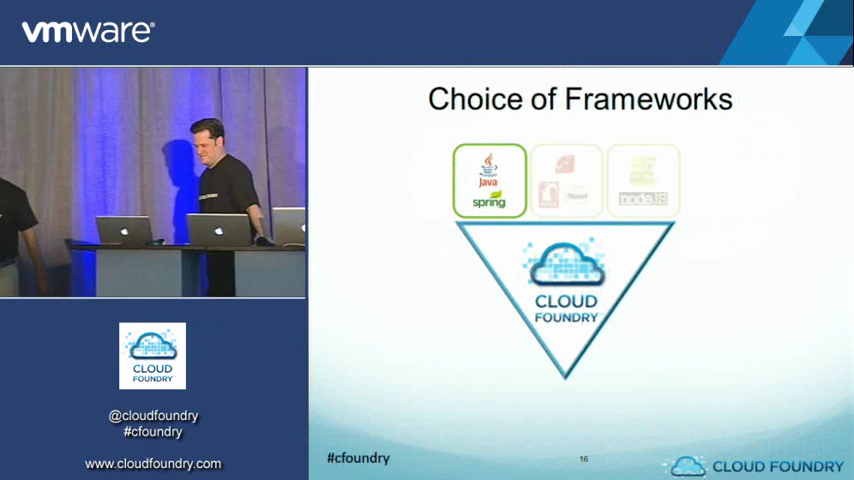 vmware®
Choice of Frameworks
Java
spring
node.js
CLOUD
FOUNDRY
CLOUD
FOUNDRY
@cloudfoundry
#cfoundry
www.cloudfoundry.com
#cfoundry
16
CLOUD FOUNDRY